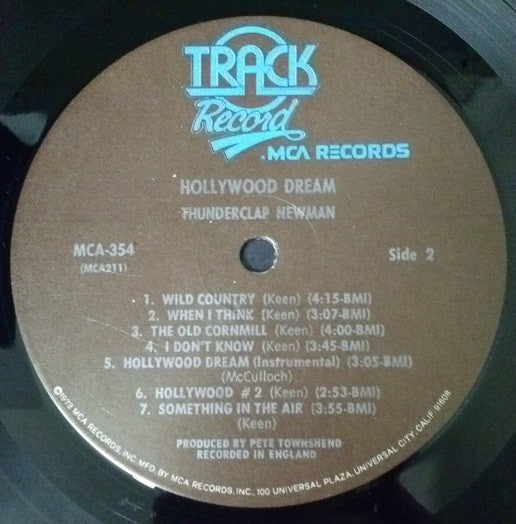 TRACK
Record
MCA RECORDS
HOLLYWOOD DREAM
THUNDERCLAP NEWMAN
MCA-354
(MCA211)
Side 2
1. WILD COUNTRY (Keen) (4:15-BMI)
2. WHEN I THINK (Keen) (3:07-BMI)
3. THE OLD CORNMILL (Keen) (4:00-BMI)
4. I DON'T KNOW (Keen) (3:45-BMI)
5. HOLLYWOOD DREAM (Instrumental) (3:05-BMI)
(McCulloch)
6. HOLLYWOOD #2 (Keen) (2:53-BMI)
7. SOMETHING IN THE AIR (3:55-BMI)
(Keen)
PRODUCED BY PETE TOWNSHEND
RECORDED IN ENGLAND
©1973 MCA RECORDS, INC. MFG BY MCA RECORDS, INC., 100 UNIVERSAL PLAZA, UNIVERSAL CITY, CALIF. 91608